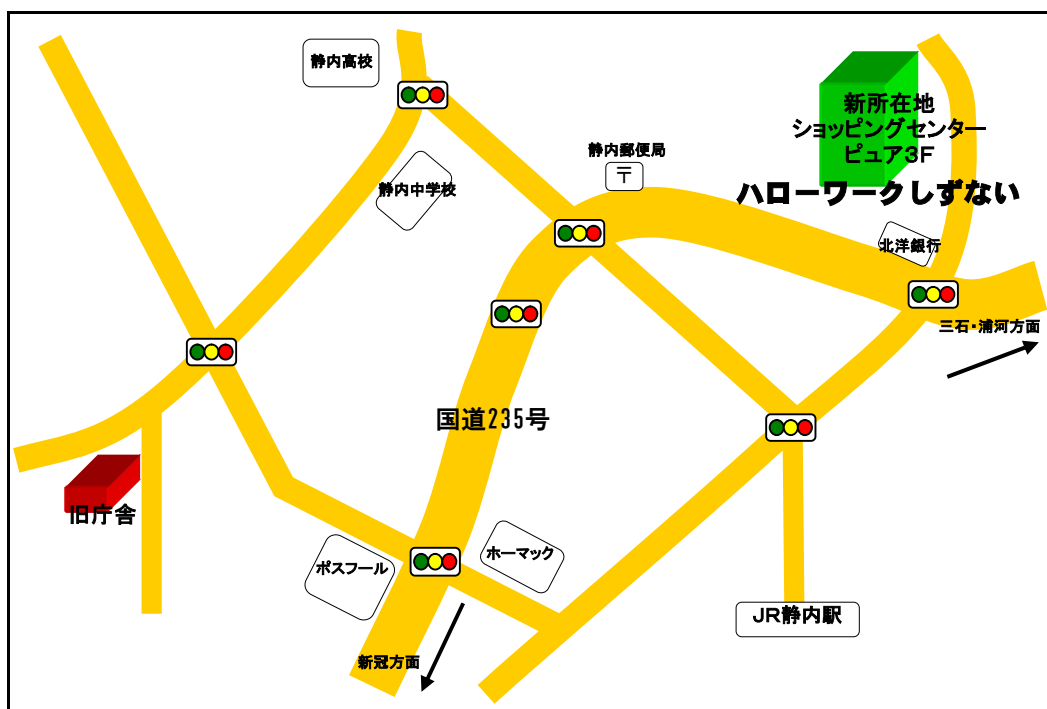 静内高校
新所在地
ショッピングセンター
ピュア3F
ハローワークしずない
静内郵便局
〒
静内中学校
北洋銀行
三石・浦河方面
国道235号
旧庁舎
ポスフール
ホーマック
JR静内駅
新冠方面